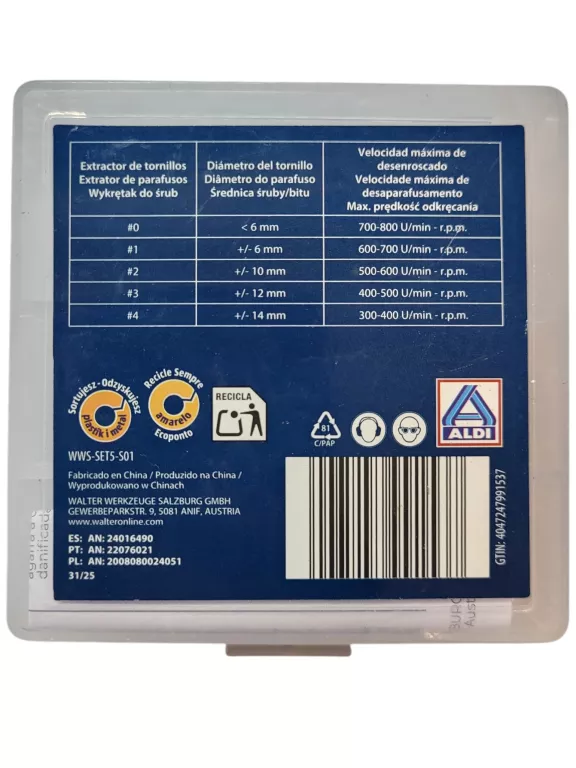 Extractor de tornillos
Extrator de parafusos
Wykrętak do śrub
Diámetro del tornillo
Diâmetro do parafuso
Średnica śruby/bitu
Velocidad máxima de
desenroscado
Velocidade máxima de
desaparafusamento
Max. prędkość odkręcania
#0 < 6 mm 700-800 U/min - r.p.m.
#1 +/- 6 mm 600-700 U/min - r.p.m.
#2 +/- 10 mm 500-600 U/min - r.p.m.
#3 +/- 12 mm 400-500 U/min - r.p.m.
#4 +/- 14 mm 300-400 U/min - r.p.m.
Sortujesz - Odzyskujesz
plastik i metal
Recicle Sempre
amarelo
Ecoponto
RECICLA
81
C/PAP
ALDI
WWS-SET5-S01
Fabricado en China / Produzido na China /
Wyprodukowano w Chinach
WALTER WERKZEUGE SALZBURG GMBH
GEWERBEPARKSTR. 9, 5081 ANIF, AUSTRIA
www.walteronline.com
ES: AN: 24016490
PT: AN: 22076021
PL: AN: 2008080024051
31/25
GTIN: 4047247991537
danificad